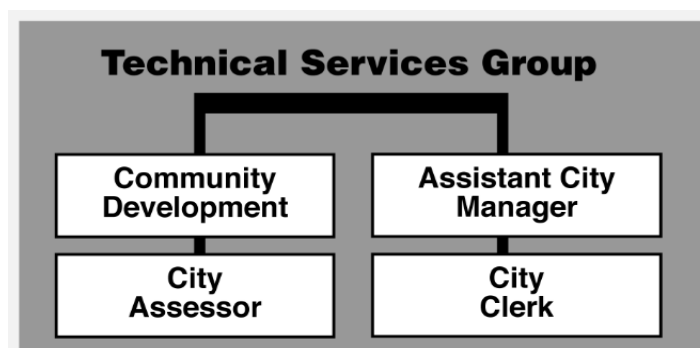 Technical Services Group
Community
Development
Assistant City
Manager
City
Assessor
City
Clerk